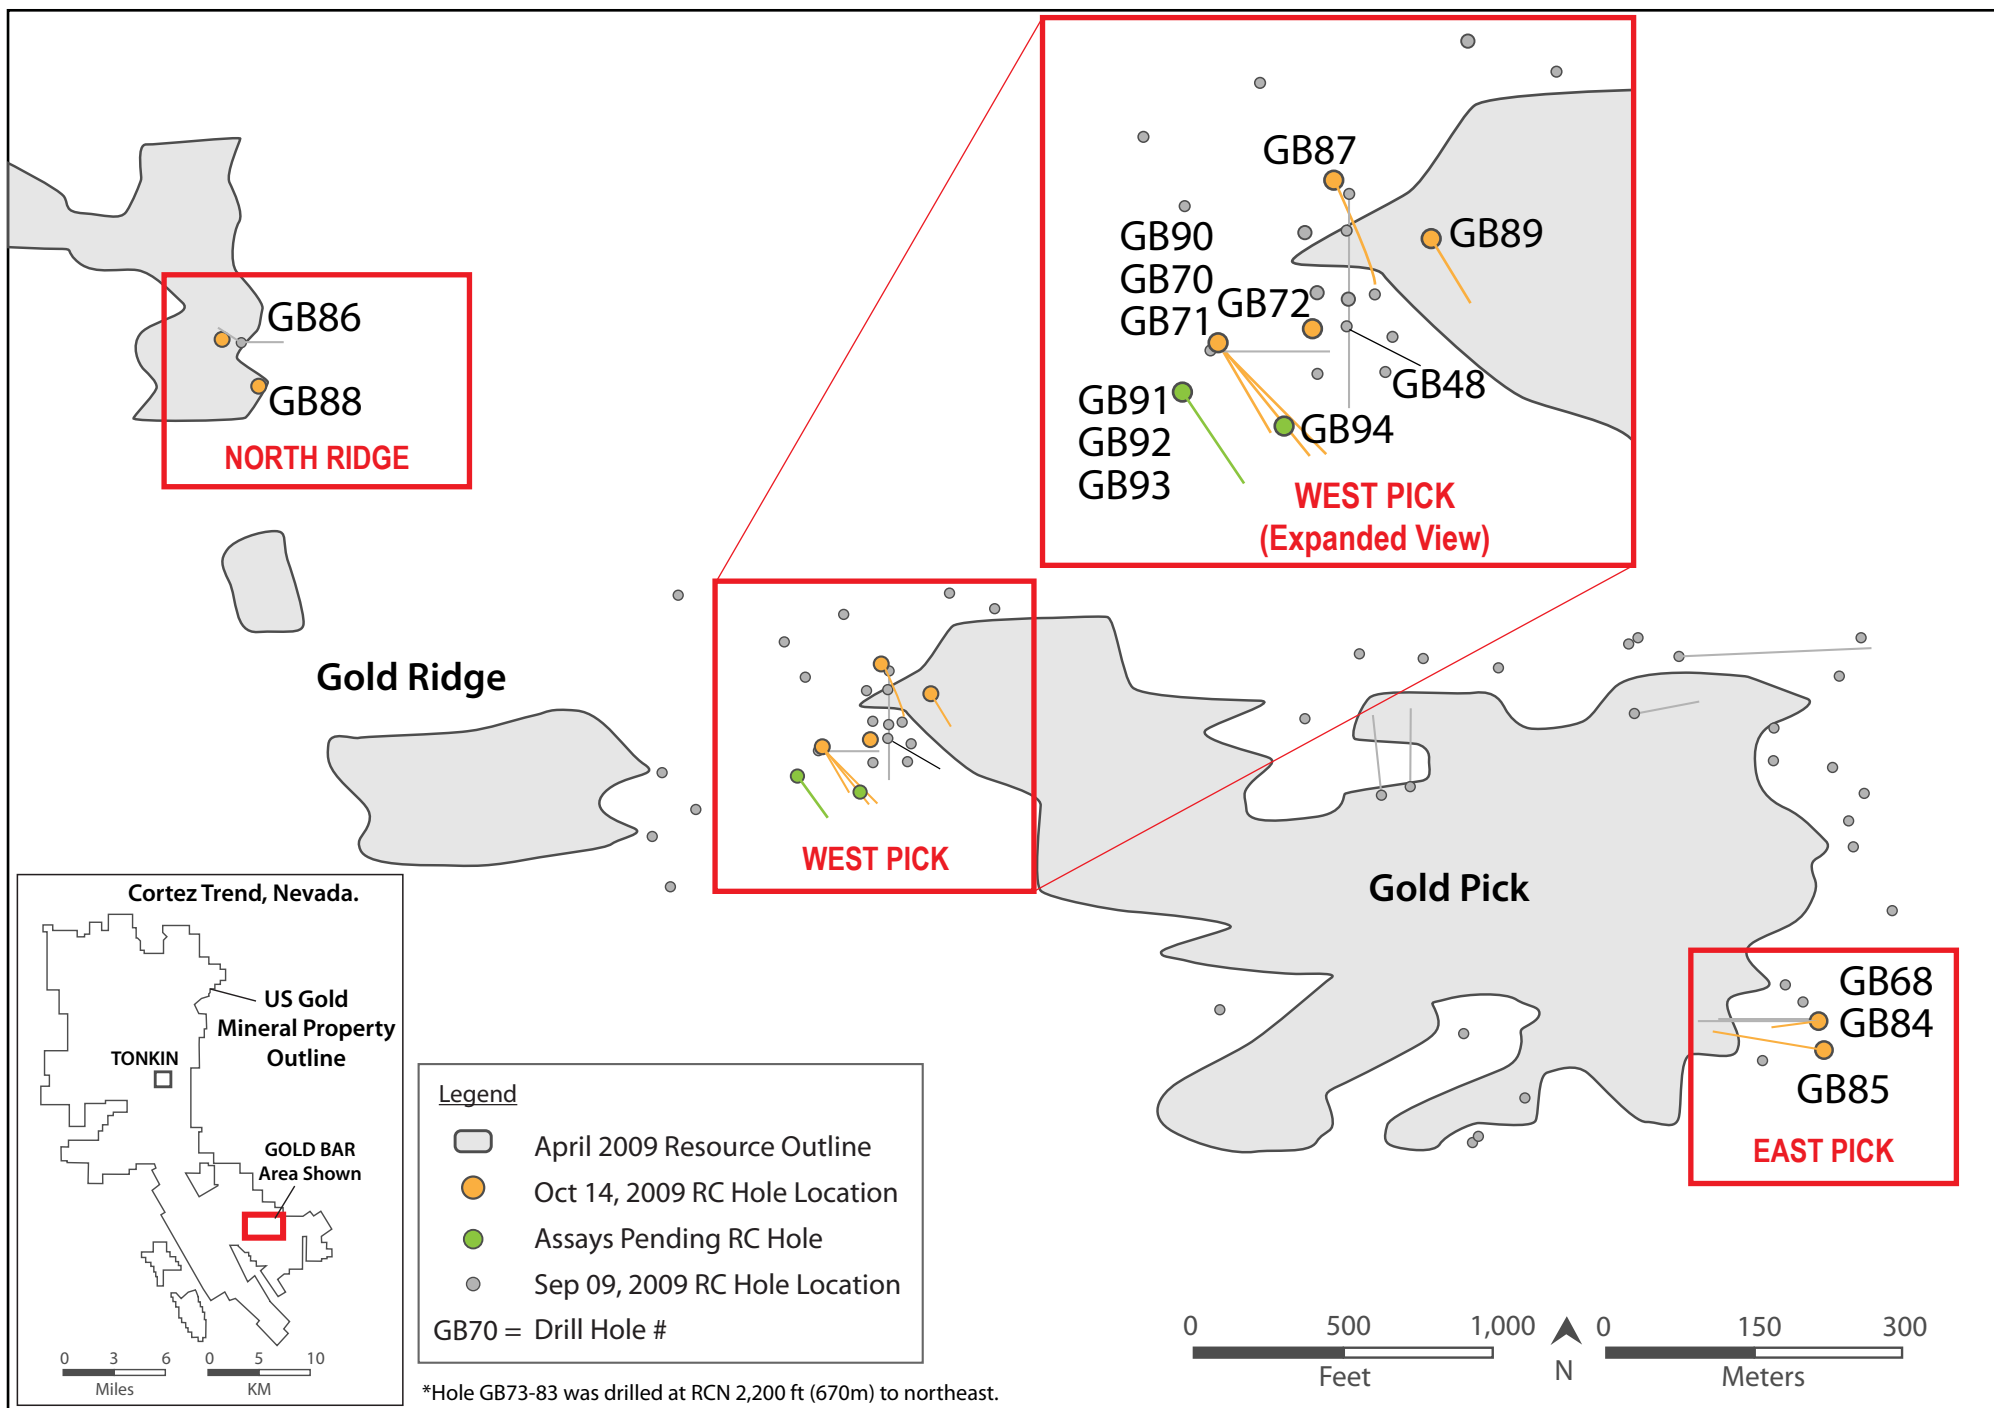 GB87
GB90
GB89
GB70
GB72
GB71
GB86
GB48
GB88
GB91
GB94
GB92
NORTH RIDGE
GB93
WEST PICK
(Expanded View)
Gold Ridge
WEST PICK
Gold Pick
Cortez Trend, Nevada.
US Gold
Mineral Property
Outline
TONKIN
GOLD BAR
Area Shown
0 3 6
Miles
0 5 10
KM
GB68
GB84
GB85
EAST PICK
Legend
April 2009 Resource Outline
Oct 14, 2009 RC Hole Location
Assays Pending RC Hole
Sep 09, 2009 RC Hole Location
GB70 = Drill Hole #
*Hole GB73-83 was drilled at RCN 2,200 ft (670m) to northeast.
0 500 1,000
Feet
N
0 150 300
Meters